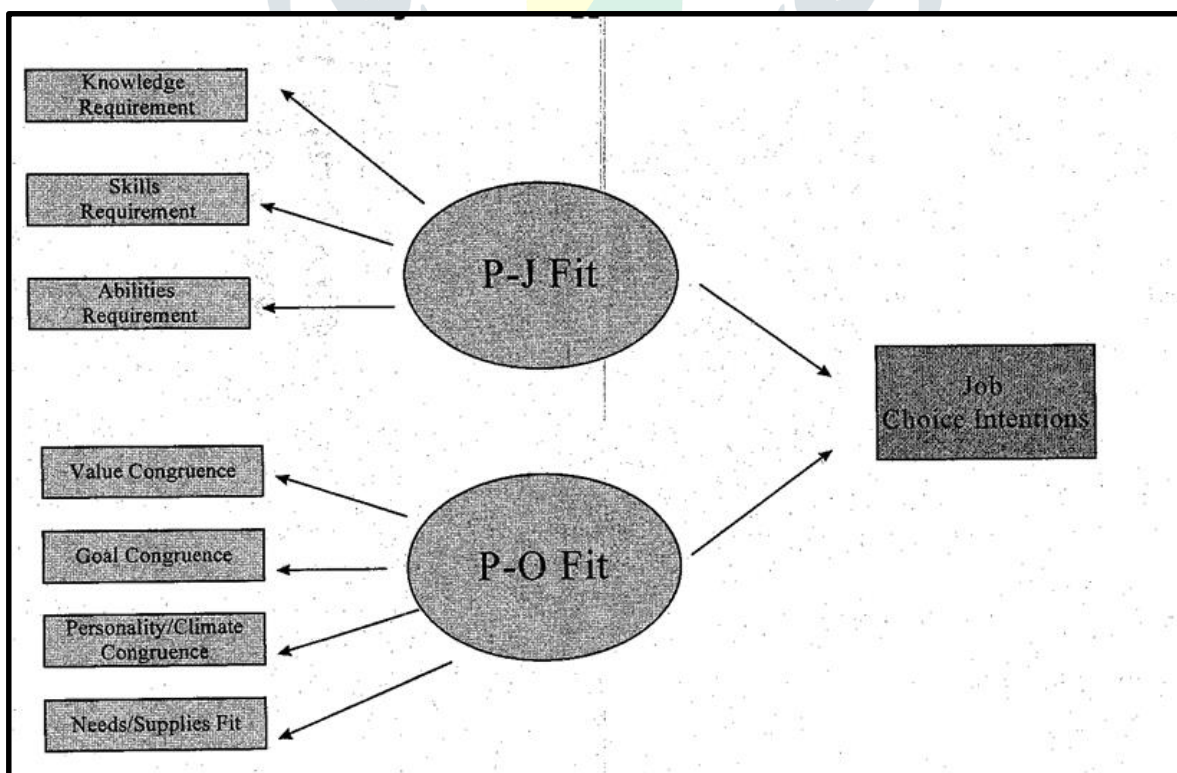 Knowledge
Requirement
Skills
Requirement
Abilities
Requirement
P-J Fit
Job
Choice Intentions
Value Congruence
Goal Congruence
P-O Fit
Personality/Climate
Congruence
Needs/Supplies Fit